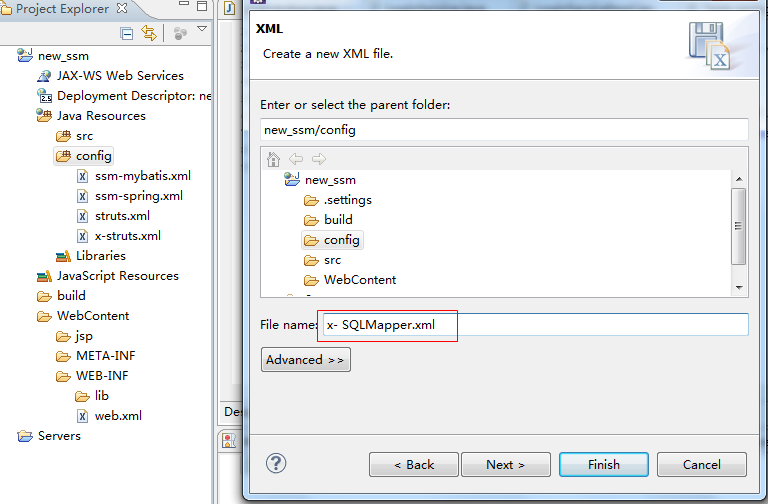 Project Explorer
new_ssm
JAX-WS Web Services
2.5 Deployment Descriptor: ne
Java Resources
src
config
ssm-mybatis.xml
ssm-spring.xml
struts.xml
x-struts.xml
Libraries
JavaScript Resources
build
WebContent
jsp
META-INF
WEB-INF
lib
web.xml
Servers
Des
XML
Create a new XML file.
Enter or select the parent folder:
new_ssm/config
new_ssm
.settings
build
config
src
WebContent
File name: x- SQLMapper.xml
Advanced >>
< Back Next > Finish Cancel